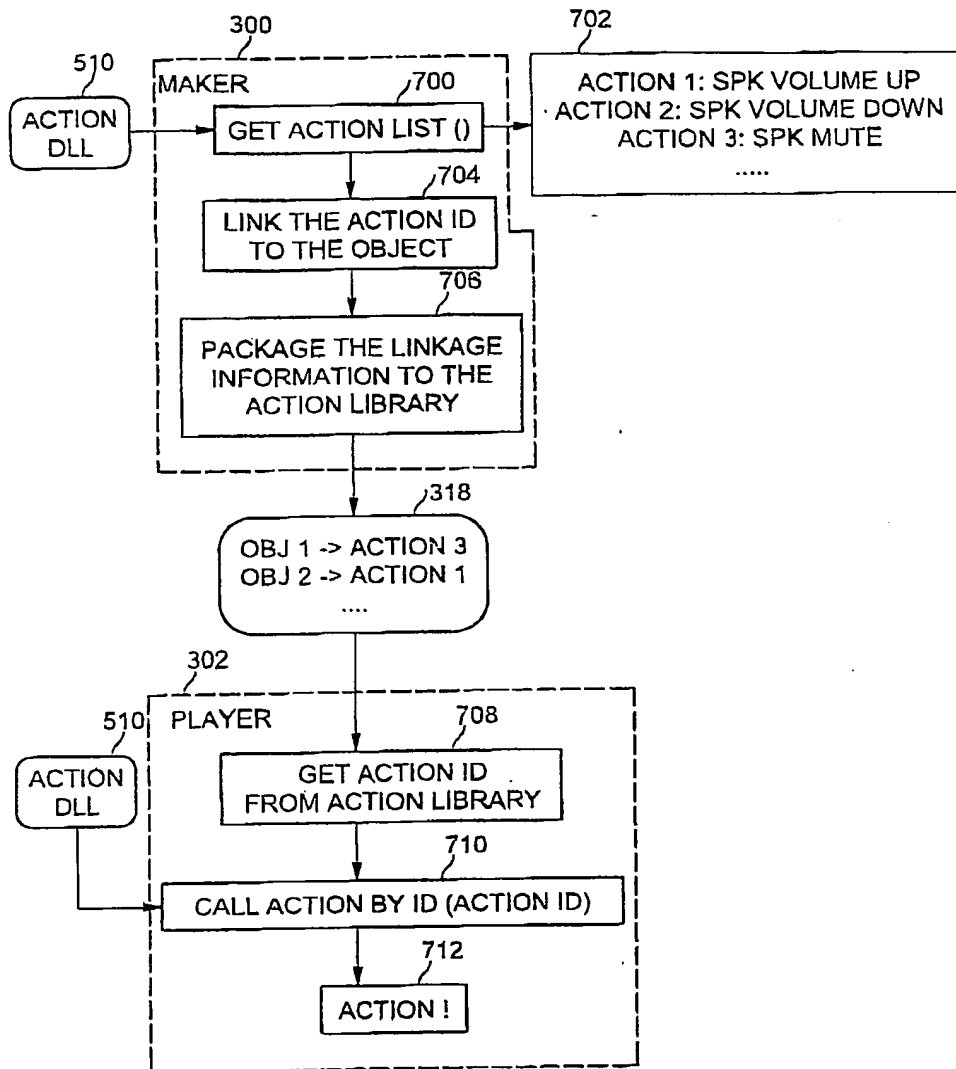 300
702
510
MAKER
700
ACTION
DLL
GET ACTION LIST ()
ACTION 1: SPK VOLUME UP
ACTION 2: SPK VOLUME DOWN
ACTION 3: SPK MUTE
.....
704
LINK THE ACTION ID
TO THE OBJECT
706
PACKAGE THE LINKAGE
INFORMATION TO THE
ACTION LIBRARY
318
OBJ 1 -> ACTION 3
OBJ 2 -> ACTION 1
....
302
510
PLAYER
708
ACTION
DLL
GET ACTION ID
FROM ACTION LIBRARY
710
CALL ACTION BY ID (ACTION ID)
712
ACTION !